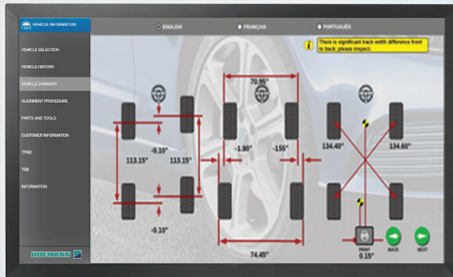 VEHICLE INFORMATION
ENGLISH
FRANÇAIS
PORTUGUÊS
There is significant track width difference front
to back; please inspect.
VEHICLE SELECTION
VEHICLE HISTORY
VEHICLE SUMMARY
ALIGNMENT PROCEDURE
PARTS AND TOOLS
CUSTOMER INFORMATION
TPMS
TSB
INFORMATION
70.95"
-0.10"
113.15"
113.15"
-1.90"
-155"
134.40"
134.60"
-0.10"
74.45"
PRINT
0.15"
BACK
NEXT
HOFMANN